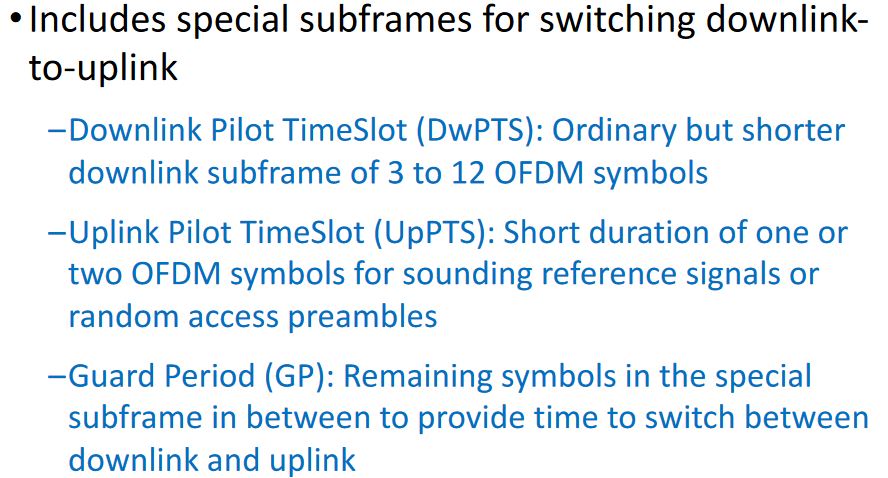 •Includes special subframes for switching downlink-
to-uplink
–Downlink Pilot TimeSlot (DwPTS): Ordinary but shorter
downlink subframe of 3 to 12 OFDM symbols
–Uplink Pilot TimeSlot (UpPTS): Short duration of one or
two OFDM symbols for sounding reference signals or
random access preambles
–Guard Period (GP): Remaining symbols in the special
subframe in between to provide time to switch between
downlink and uplink